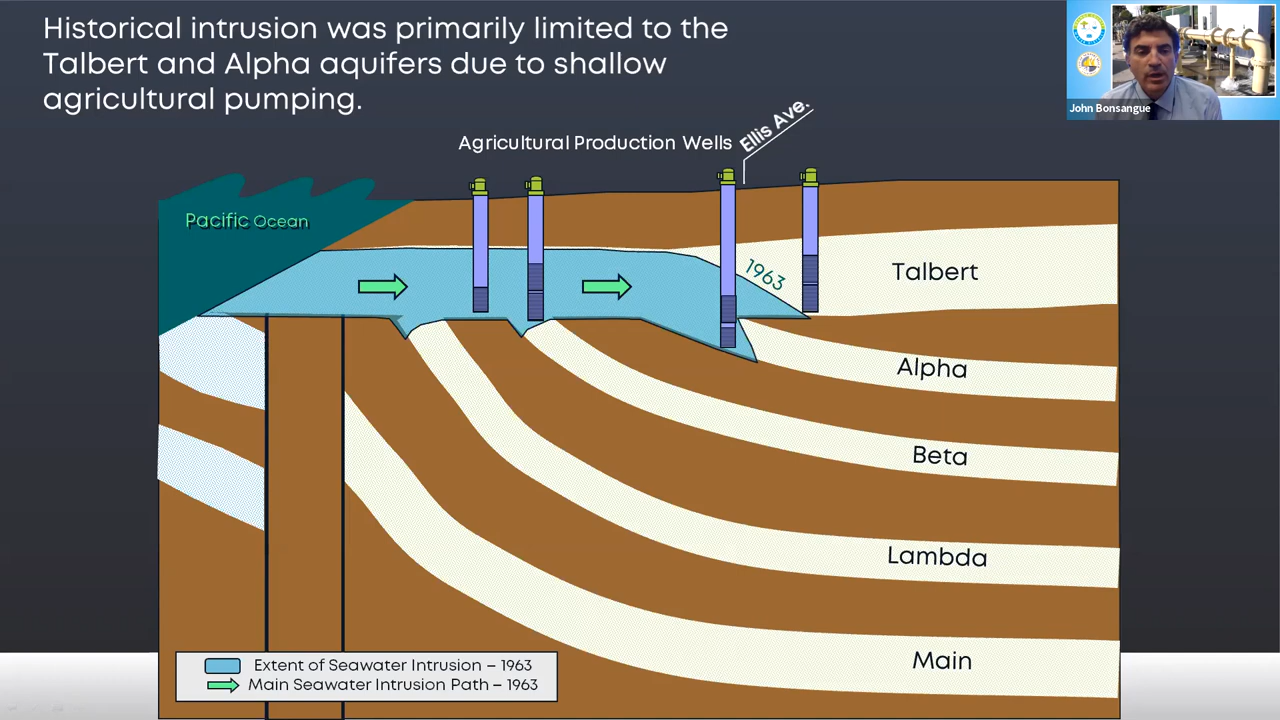 Historical intrusion was primarily limited to the
Talbert and Alpha aquifers due to shallow
agricultural pumping.
John Bonsangue
Agricultural Production Wells
Ellis Ave.
Pacific Ocean
1963
Talbert
Alpha
Beta
Lambda
Main
Extent of Seawater Intrusion – 1963
Main Seawater Intrusion Path – 1963